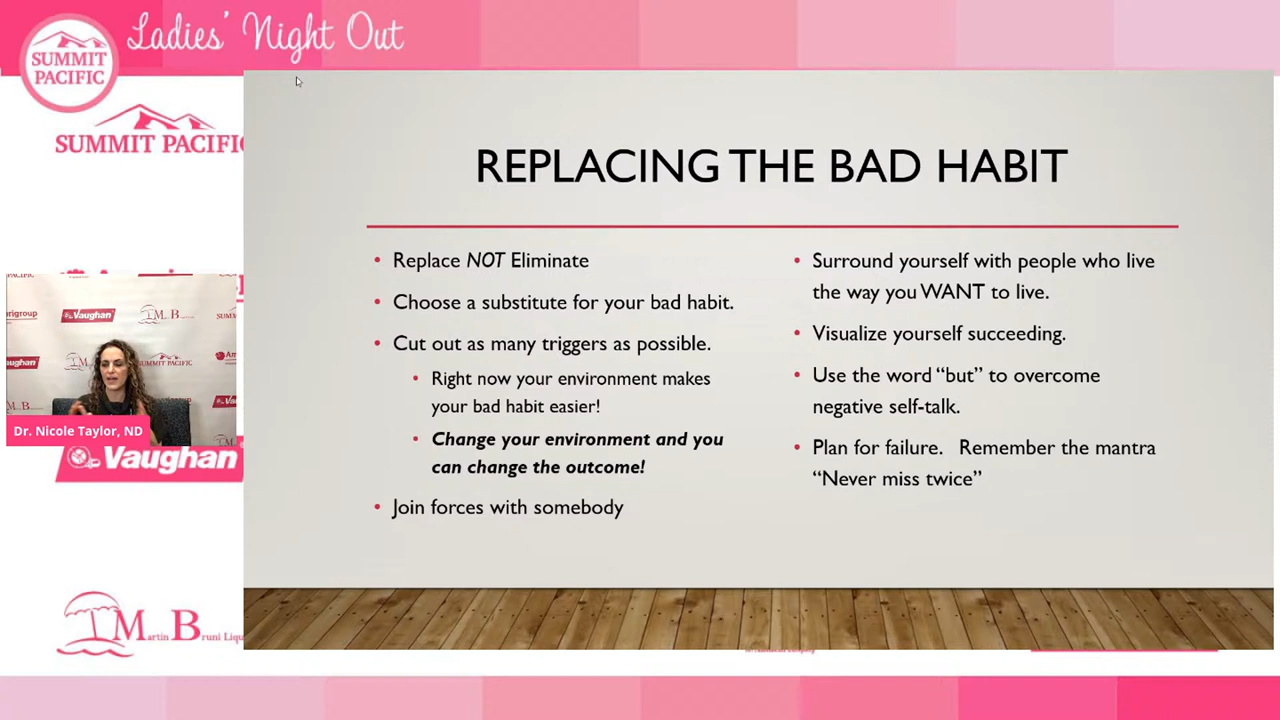 Ladies' Night Out
SUMMIT
PACIFIC
SUMMIT PACIFIC
REPLACING THE BAD HABIT
• Replace NOT Eliminate
• Choose a substitute for your bad habit.
• Cut out as many triggers as possible.
• Right now your environment makes
your bad habit easier!
• Change your environment and you
can change the outcome!
• Join forces with somebody
• Surround yourself with people who live
the way you WANT to live.
• Visualize yourself succeeding.
• Use the word “but” to overcome
negative self-talk.
• Plan for failure. Remember the mantra
“Never miss twice”
Vaughan
SUMMIT PACIFIC
Dr. Nicole Taylor, ND
Vaughan
Martin Bruni Liqu